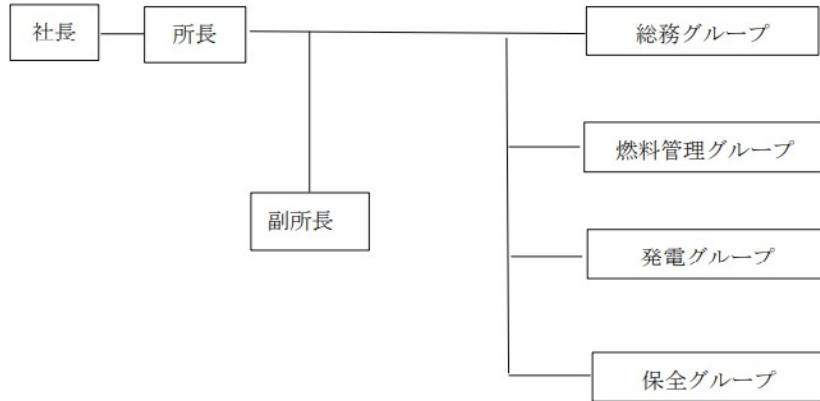 社長
所長
総務グループ
燃料管理グループ
副所長
発電グループ
保全グループ